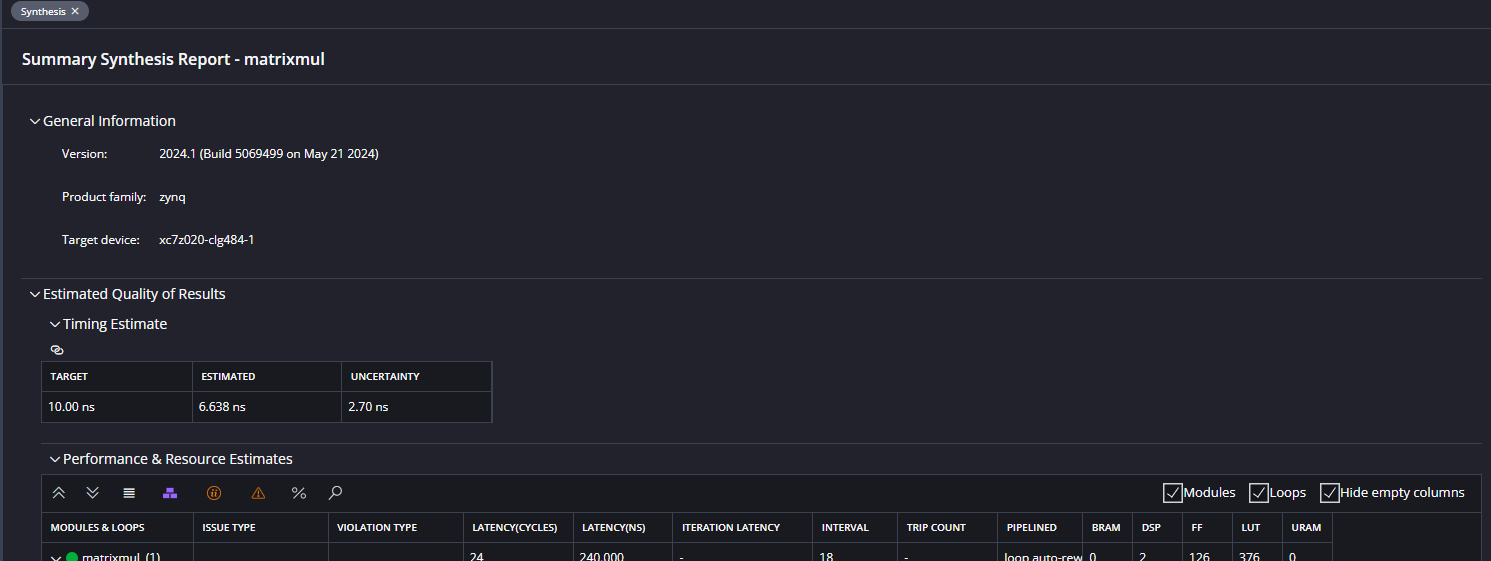 Synthesis ×
Summary Synthesis Report - matrixmul
General Information
Version: 2024.1 (Build 5069499 on May 21 2024)
Product family: zynq
Target device: xc7z020-clg484-1
Estimated Quality of Results
Timing Estimate
TARGET ESTIMATED UNCERTAINTY
10.00 ns 6.638 ns 2.70 ns
Performance & Resource Estimates
% Modules Loops Hide empty columns
MODULES & LOOPS ISSUE TYPE VIOLATION TYPE LATENCY(CYCLES) LATENCY(NS) ITERATION LATENCY INTERVAL TRIP COUNT PIPELINED BRAM DSP FF LUT URAM
matrixmul (1) 24 240.000 - 18 - loop auto-rew 0 2 126 376 0